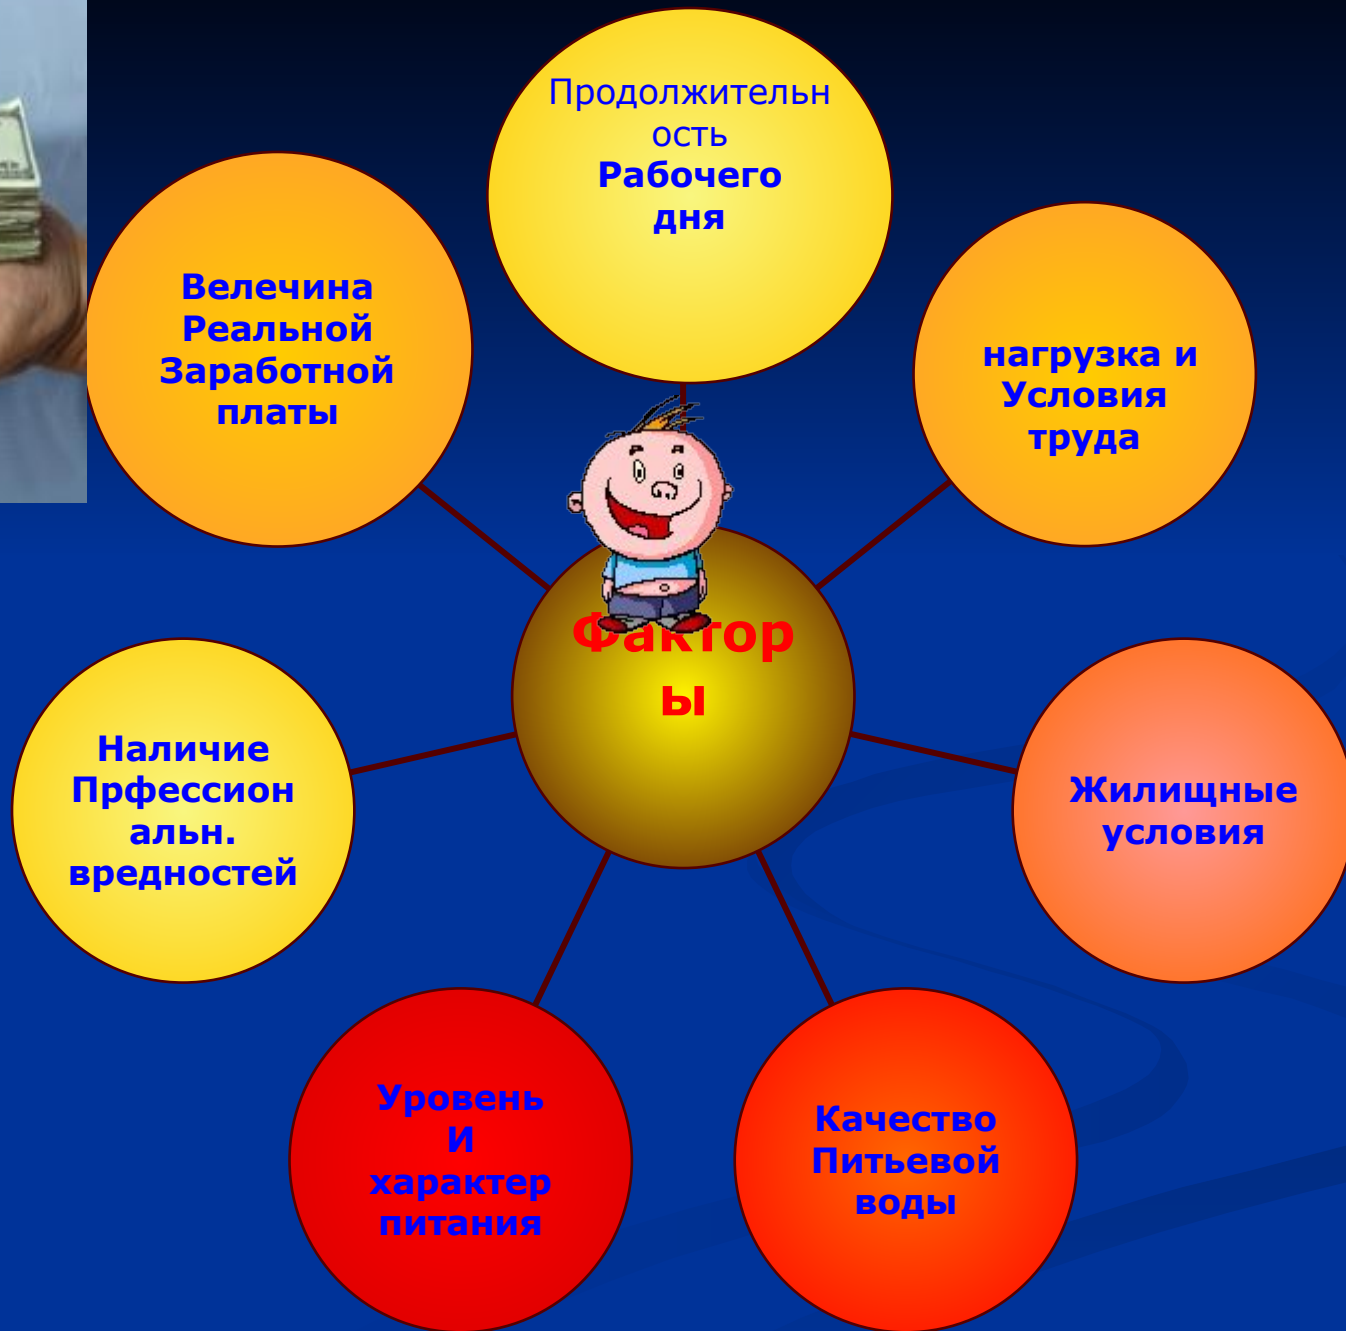 Продолжительн
ость
Рабочего
дня
нагрузка и
Условия
труда
Жилищные
условия
Качество
Питьевой
воды
Уровень
И
характер
питания
Наличие
Прфессион
альн.
вредностей
Велечина
Реальной
Заработной
платы
Фактор
ы